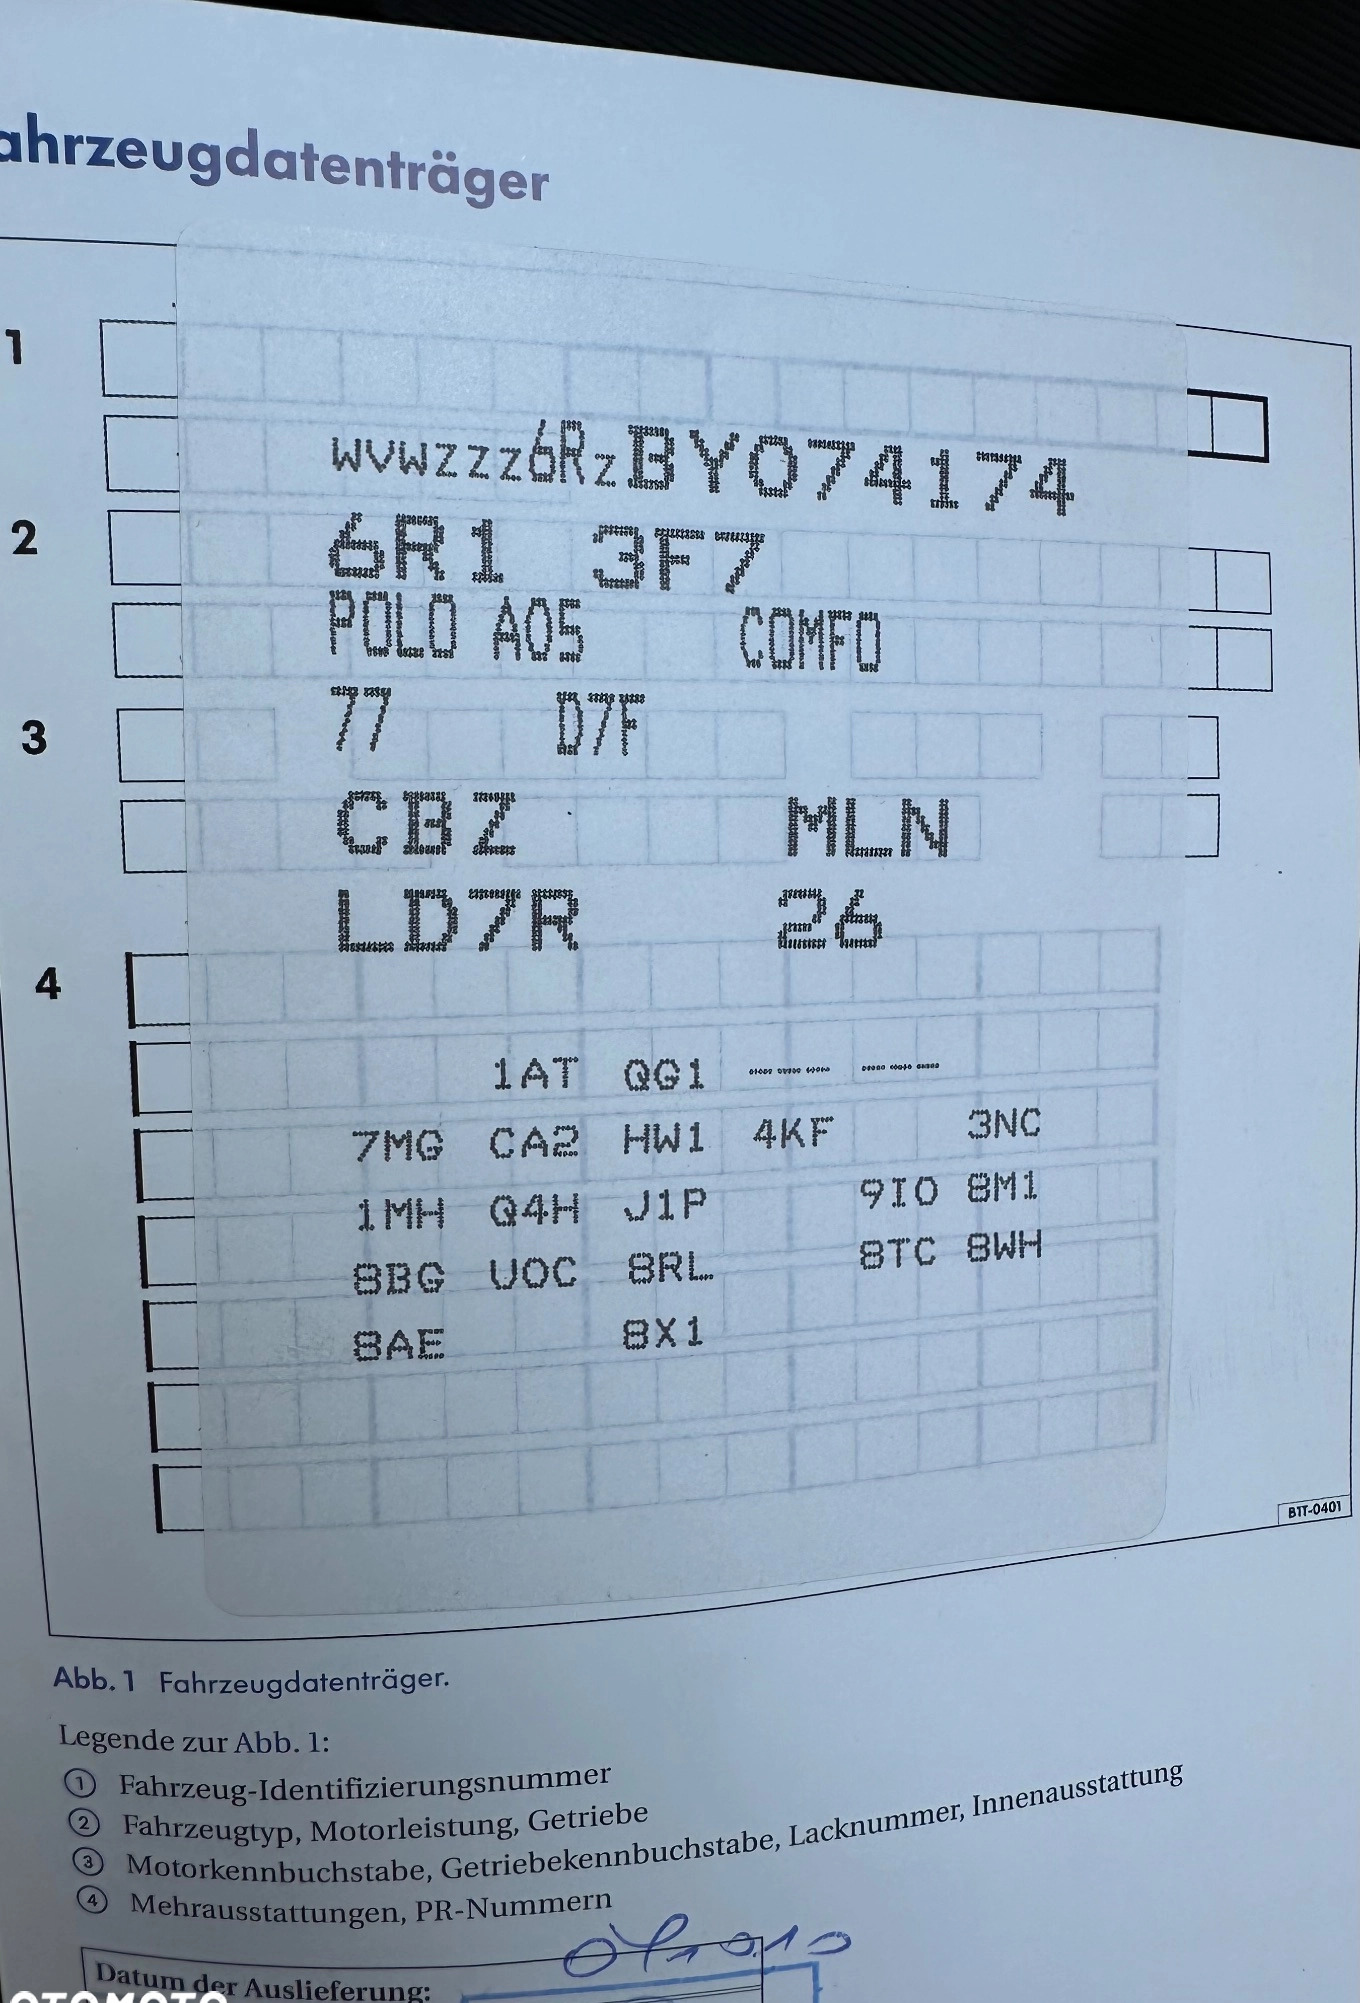 ahrzeugdatenträger
1
WVWZZZ6RZBY074174
2
6R1 3F7
POLO A05 COMFO
3
77 D7F
CBZ MLN
LD7R 26
4
1AT QG1 ---- ----
7MG CA2 HW1 4KF 3NC
1MH Q4H J1P 9IO 8M1
8BG UOC 8RL 8TC 8WH
8AE 8X1
BTT-0401
Abb. 1 Fahrzeugdatenträger.
Legende zur Abb. 1:
1 Fahrzeug-Identifizierungsnummer
2 Fahrzeugtyp, Motorleistung, Getriebe
3 Motorkennbuchstabe, Getriebekennbuchstabe, Lacknummer, Innenausstattung
4 Mehrausstattungen, PR-Nummern
Datum der Auslieferung:
OTOMOTO